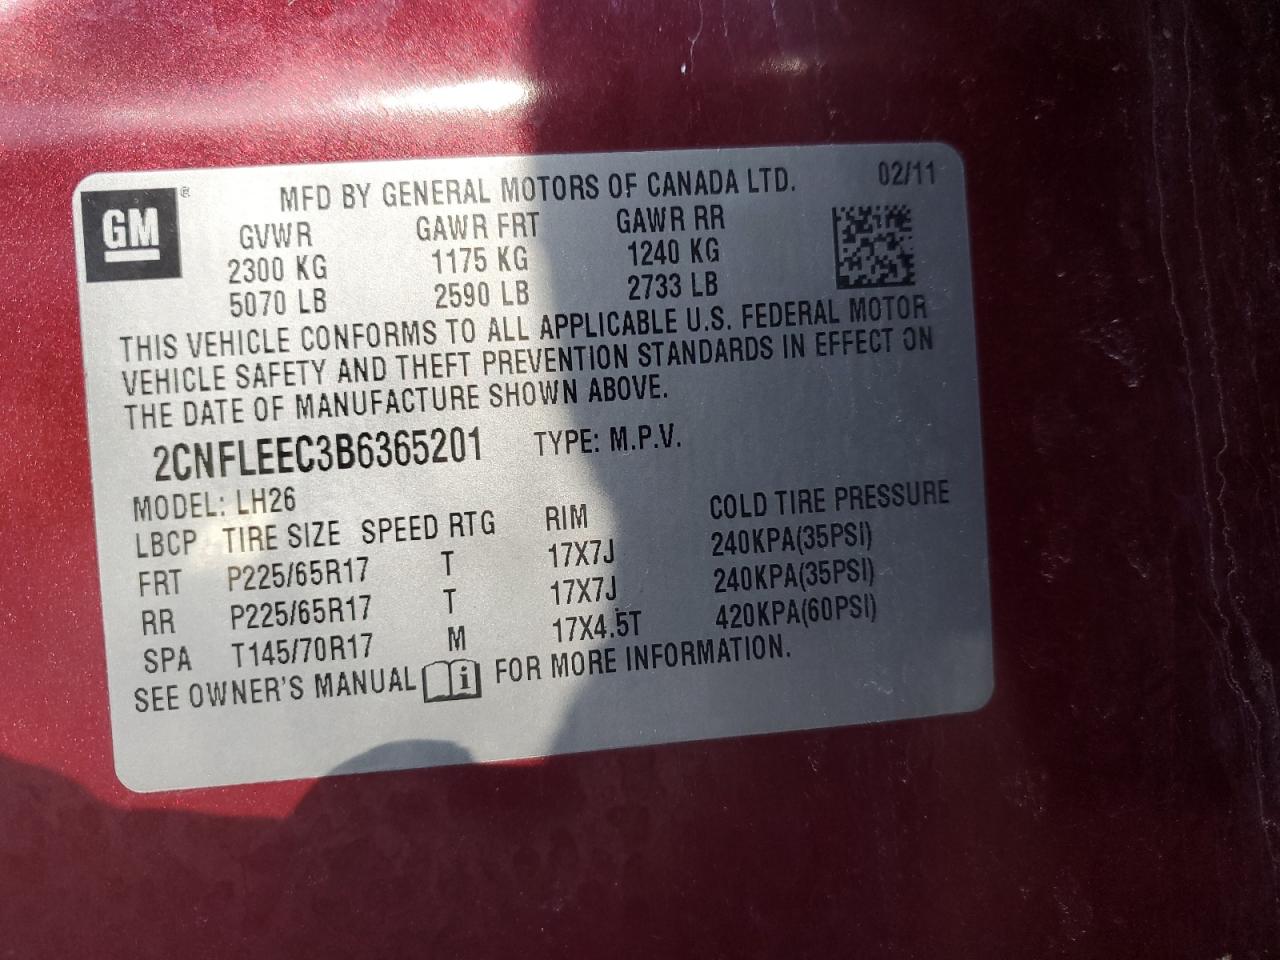 GM ® MFD BY GENERAL MOTORS OF CANADA LTD. 02/11
GVWR GAWR FRT GAWR RR
2300 KG 1175 KG 1240 KG
5070 LB 2590 LB 2733 LB
THIS VEHICLE CONFORMS TO ALL APPLICABLE U.S. FEDERAL MOTOR
VEHICLE SAFETY AND THEFT PREVENTION STANDARDS IN EFFECT ON
THE DATE OF MANUFACTURE SHOWN ABOVE.
2CNFLEEC3B6365201 TYPE: M.P.V.
MODEL: LH26
LBCP TIRE SIZE SPEED RTG RIM COLD TIRE PRESSURE
FRT P225/65R17 T 17X7J 240KPA(35PSI)
RR P225/65R17 T 17X7J 240KPA(35PSI)
SPA T145/70R17 M 17X4.5T 420KPA(60PSI)
SEE OWNER'S MANUAL i FOR MORE INFORMATION.